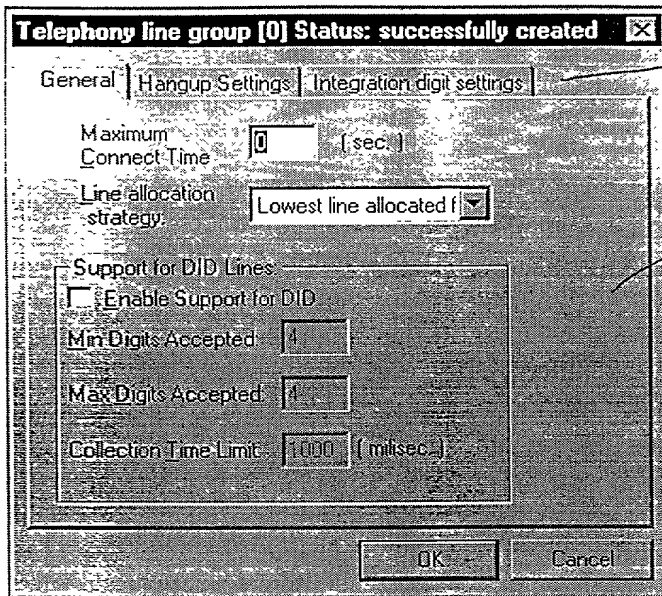 Telephony line group [0] Status: successfully created
General
Hangup Settings
Integration digit settings
Maximum
Connect Time
0
( sec. )
Line allocation
strategy:
Lowest line allocated f
Support for DID Lines:
Enable Support for DID
Min Digits Accepted:
4
Max Digits Accepted:
4
Collection Time Limit:
1000
( milisec. )
OK
Cancel